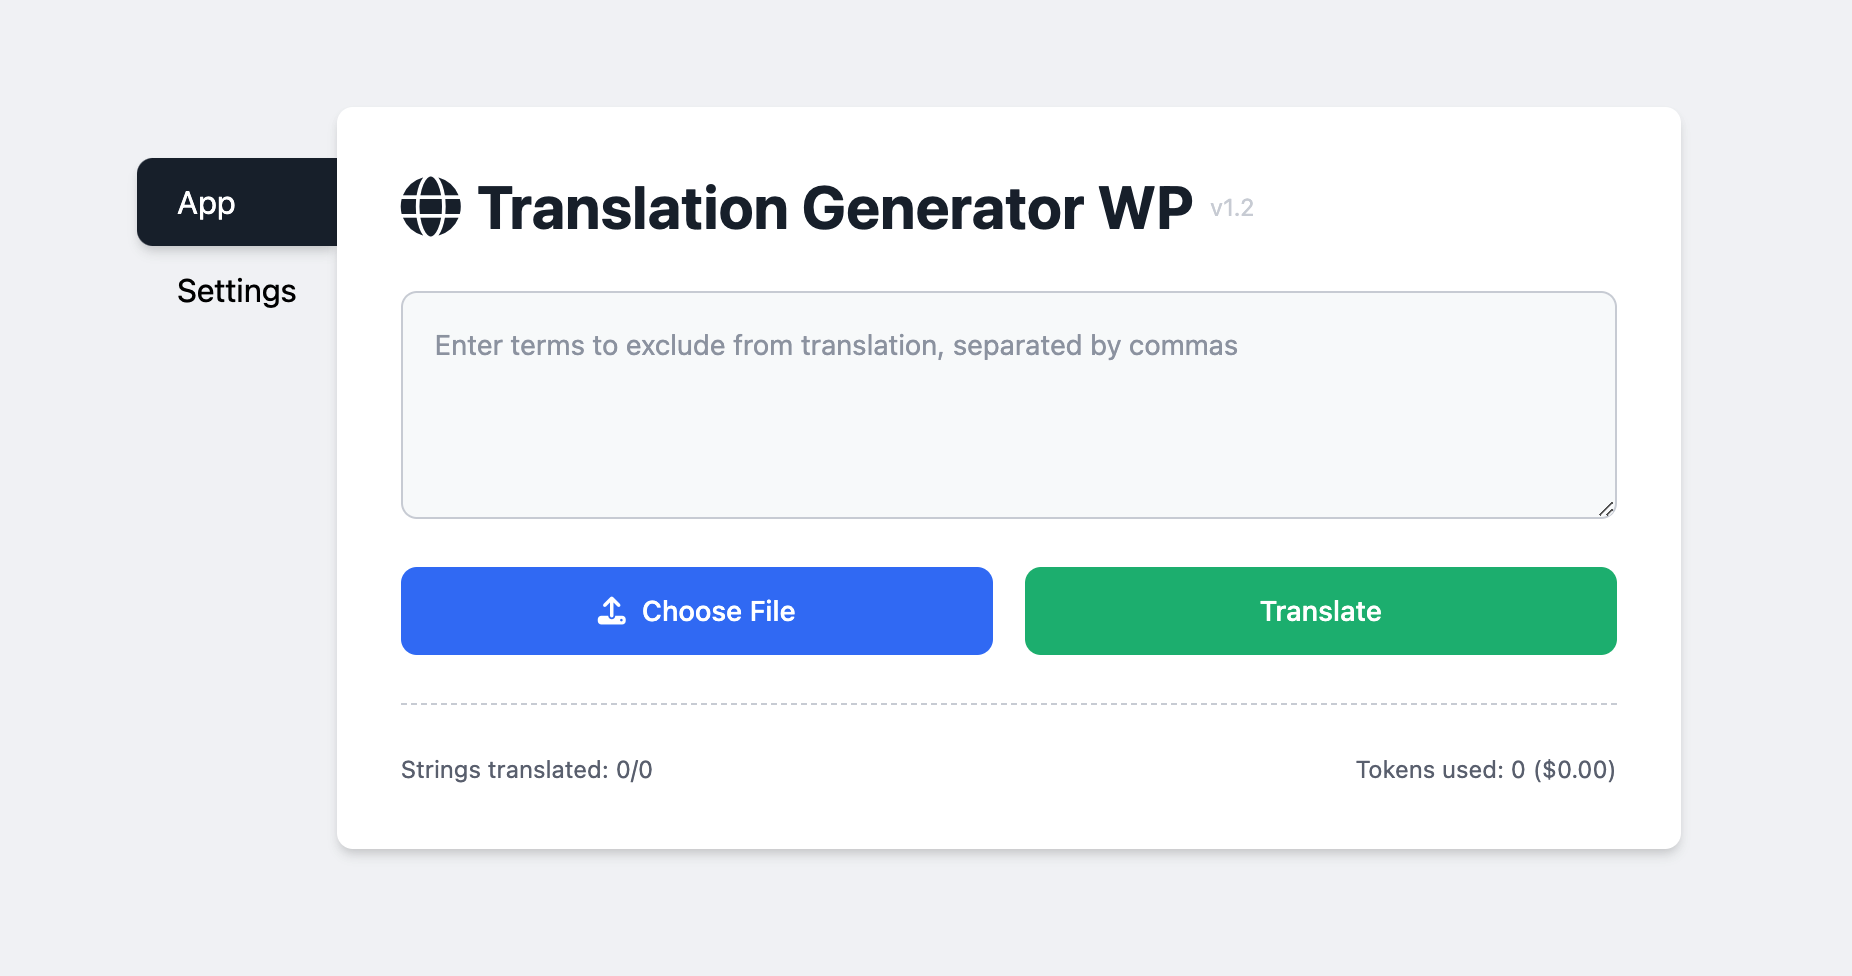 App
Settings
Translation Generator WP v1.2
Enter terms to exclude from translation, separated by commas
Choose File
Translate
Strings translated: 0/0
Tokens used: 0 ($0.00)